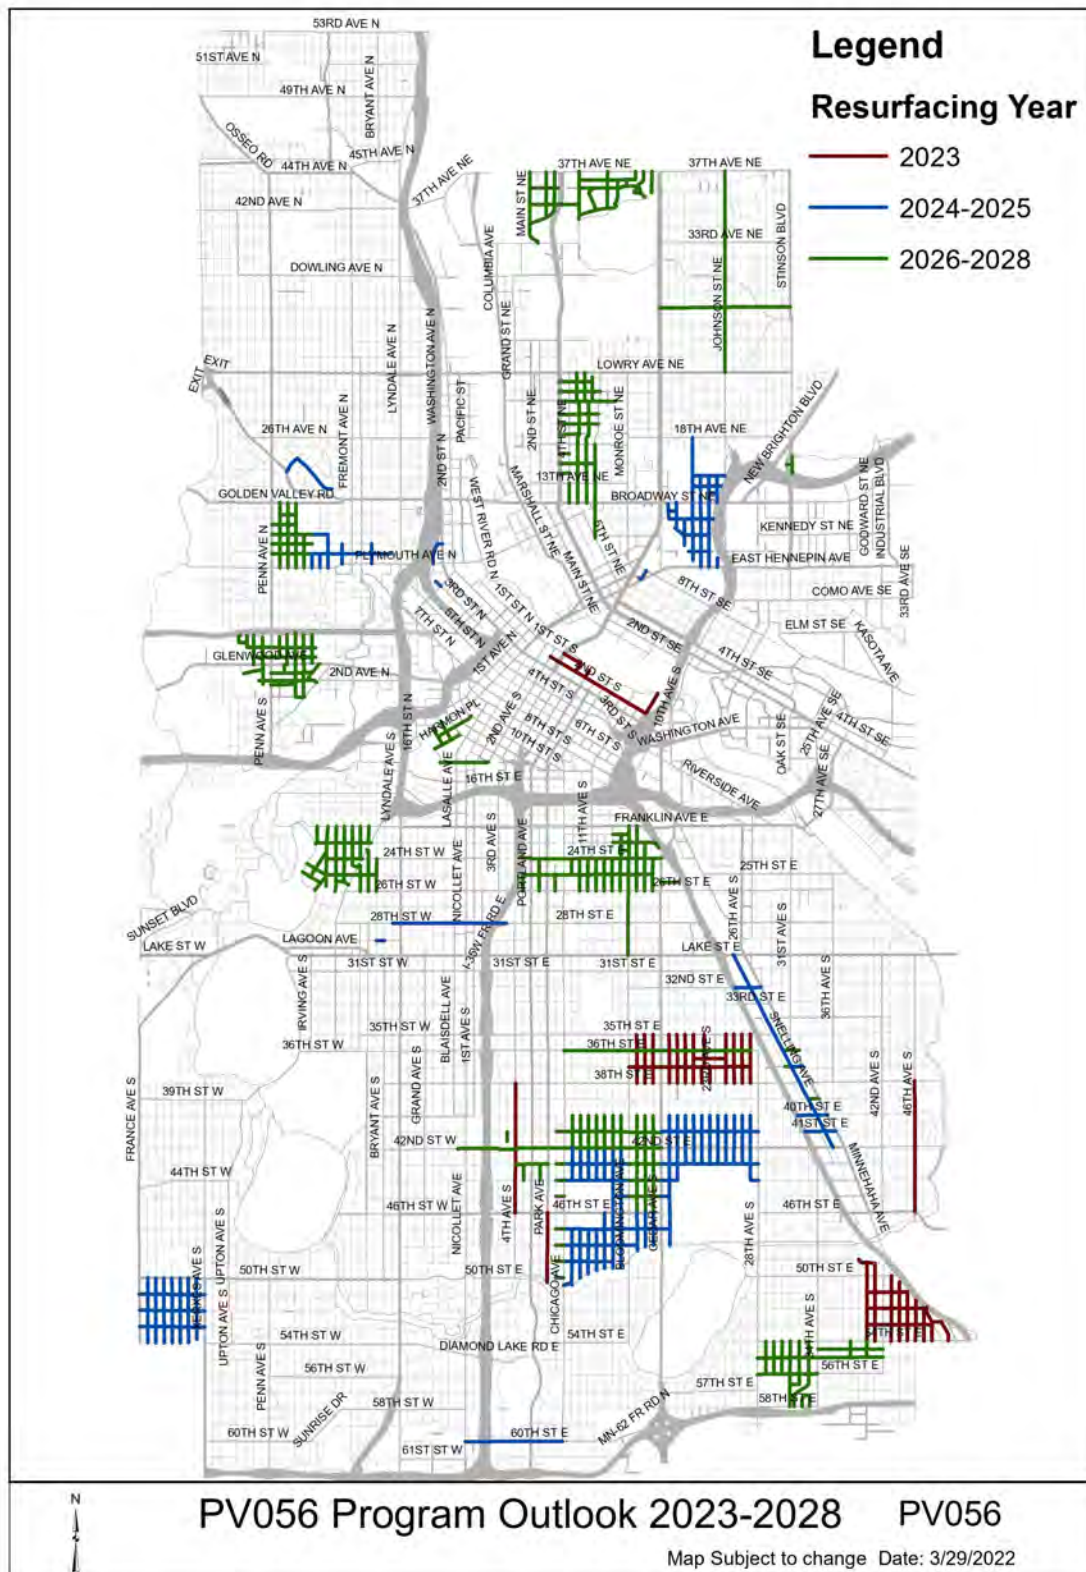 53RD AVE N
51ST AVE N
49TH AVE N
BRYANT AVE N
OSSEO RD
45TH AVE N
44TH AVE N
42ND AVE N
37TH AVE NE
DOWLING AVE N
COLUMBIA AVE
MAIN ST NE
37TH AVE NE
37TH AVE NE
33RD AVE NE
STINSON BLVD
JOHNSON ST NE
Legend
Resurfacing Year
2023
2024-2025
2026-2028
LYNDALE AVE N
WASHINGTON AVE N
GRAND ST NE
LOWRY AVE NE
EXIT
EXIT
PACIFIC ST
2ND ST NE
4TH ST NE
MONROE ST NE
NEW BRIGHTON BLVD
26TH AVE N
FREMONT AVE N
2ND ST N
18TH AVE NE
13TH AVE NE
GOLDEN VALLEY RD
WEST RIVER RD N
MARSHALL ST NE
BROADWAY ST NE
GODWARD ST NE
INDUSTRIAL BLVD
KENNEDY ST NE
PENN AVE N
PLYMOUTH AVE N
MAIN ST NE
5TH ST NE
EAST HENNEPIN AVE
33RD AVE SE
3RD ST N
6TH ST N
7TH ST N
1ST ST N
8TH ST SE
COMO AVE SE
ELM ST SE
KASOTA AVE
GLENWOOD AVE
2ND AVE N
1ST AVE N
1ST ST S
2ND ST S
2ND ST SE
4TH ST SE
4TH ST S
3RD ST S
10TH AVE S
PENN AVE S
16TH ST N
HARMON PL
2ND AVE S
8TH ST S
10TH ST S
6TH ST S
WASHINGTON AVE
OAK ST SE
25TH AVE SE
4TH ST SE
27TH AVE SE
LYNDALE AVE S
LASALLE AVE
16TH ST E
RIVERSIDE AVE
FRANKLIN AVE E
11TH AVE S
3RD AVE S
PORTLAND AVE
NICOLLET AVE
24TH ST W
24TH ST E
25TH ST E
26TH ST W
26TH ST E
26TH AVE S
SUNSET BLVD
28TH ST W
28TH ST E
31ST AVE S
LAKE ST W
LAGOON AVE
I-35W FR RD E
LAKE ST E
31ST ST W
31ST ST E
31ST ST E
IRVING AVE S
32ND ST E
33RD ST E
36TH AVE S
BLAISDELL AVE
1ST AVE S
35TH ST W
35TH ST E
36TH ST W
36TH ST E
SNELLING AVE
23RD AVE S
38TH ST E
39TH ST W
GRAND AVE S
BRYANT AVE S
FRANCE AVE S
42ND AVE S
46TH AVE S
40TH ST E
41ST ST E
42ND ST W
42ND ST E
MINNEHAHA AVE
44TH ST W
46TH ST W
NICOLLET AVE
4TH AVE S
PARK AVE
46TH ST E
BLOOMINGTON AVE
CEDAR AVE S
28TH AVE S
46TH ST E
XERXES AVE S
UPTON AVE S
UPTON AVE S
50TH ST W
50TH ST E
50TH ST E
CHICAGO AVE
54TH ST W
54TH ST E
54TH ST E
34TH AVE S
DIAMOND LAKE RD E
56TH ST W
56TH ST E
PENN AVE S
SUNRISE DR
57TH ST E
58TH ST W
58TH ST E
60TH ST W
60TH ST E
61ST ST W
MN-62 FR RD N
N
PV056 Program Outlook 2023-2028
PV056
Map Subject to change Date: 3/29/2022